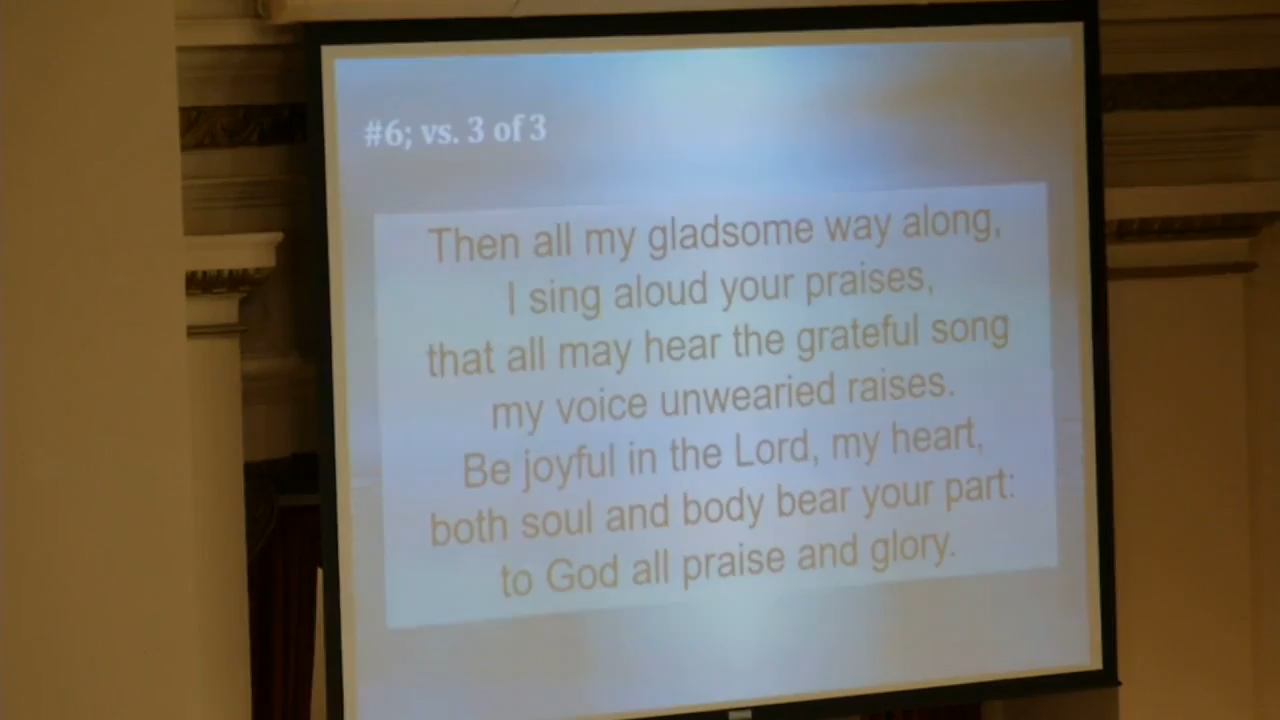 #6; vs. 3 of 3
Then all my gladsome way along,
I sing aloud your praises,
that all may hear the grateful song
my voice unwearied raises.
Be joyful in the Lord, my heart,
both soul and body bear your part:
to God all praise and glory.